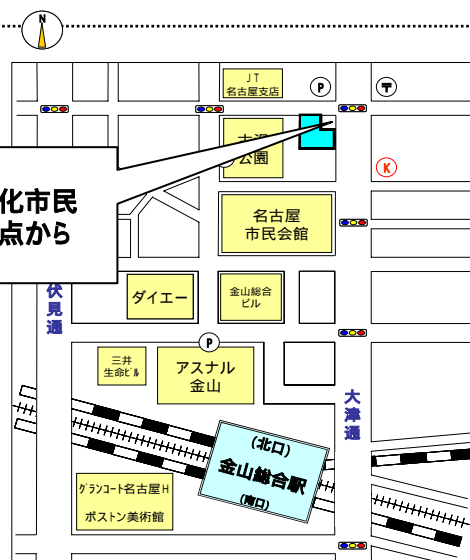 N
JT
名古屋支店
P
〒
公園
K
化市民
点から
名古屋
市民会館
伏見通
ダイエー
金山総合
ビル
P
三井
生命ビル
アスナル
金山
大津通
(北口)
金山総合駅
(南口)
グランコート名古屋H
ボストン美術館